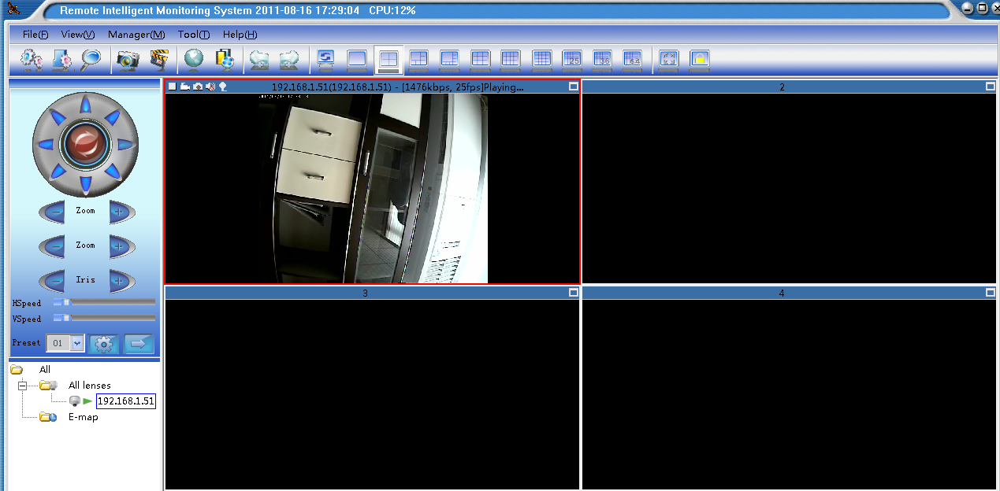 Remote Intelligent Monitoring System 2011-08-16 17:29:04 CPU:12%
File(F) View(V) Manager(M) Tool(T) Help(H)
25 36 64
192.168.1.51(192.168.1.51) - [1476kbps, 25fps]Playing...
2
Zoom
Zoom
Iris
HSpeed
VSpeed
Preset 01
3
4
All
All lenses
192.168.1.51
E-map